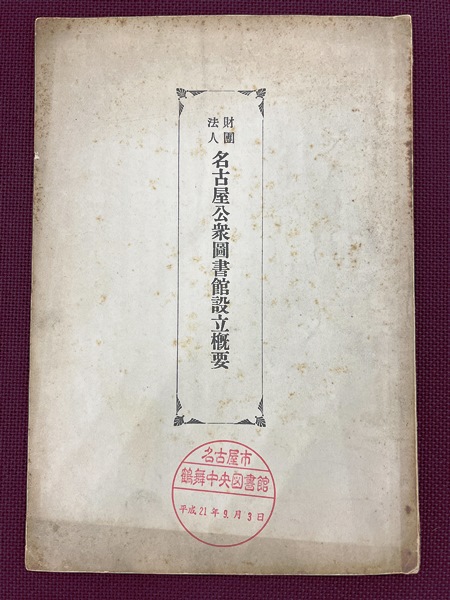 財團
法人
名古屋公衆圖書館設立概要
名古屋市
鶴舞中央図書館
平成21年9月3日